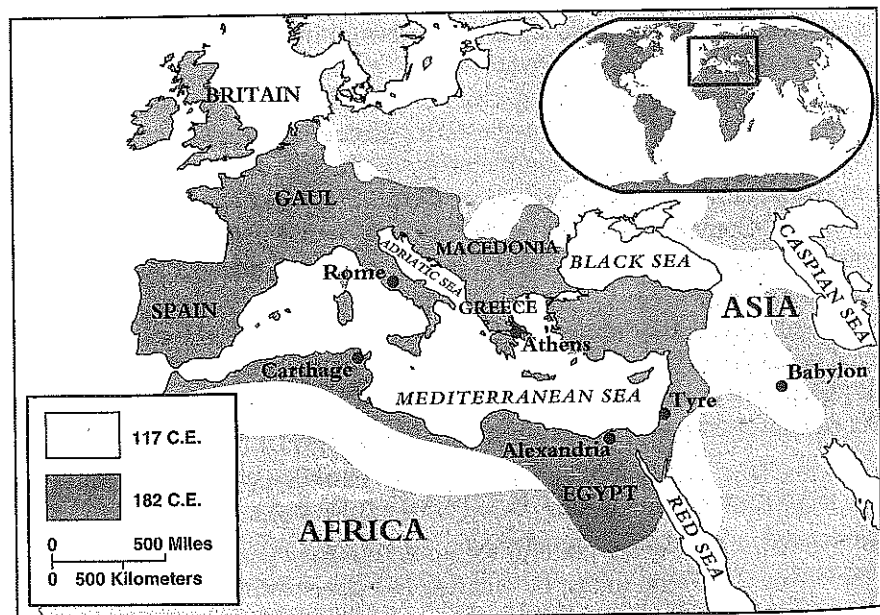 BRITAIN
GAUL
SPAIN
Rome
ADRIATIC SEA
MACEDONIA
GREECE
Athens
BLACK SEA
CASPIAN SEA
ASIA
Babylon
Carthage
MEDITERRANEAN SEA
Tyre
Alexandria
EGYPT
RED SEA
AFRICA
117 C.E.
182 C.E.
0 500 Miles
0 500 Kilometers